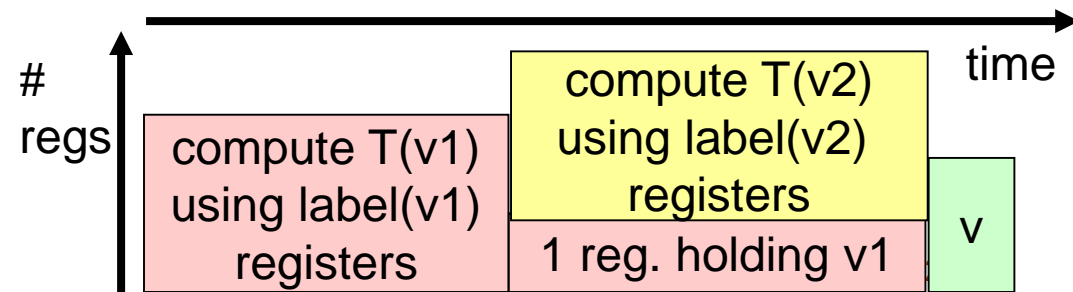 time
#
regs
compute T(v1)
using label(v1)
registers
compute T(v2)
using label(v2)
registers
1 reg. holding v1
v